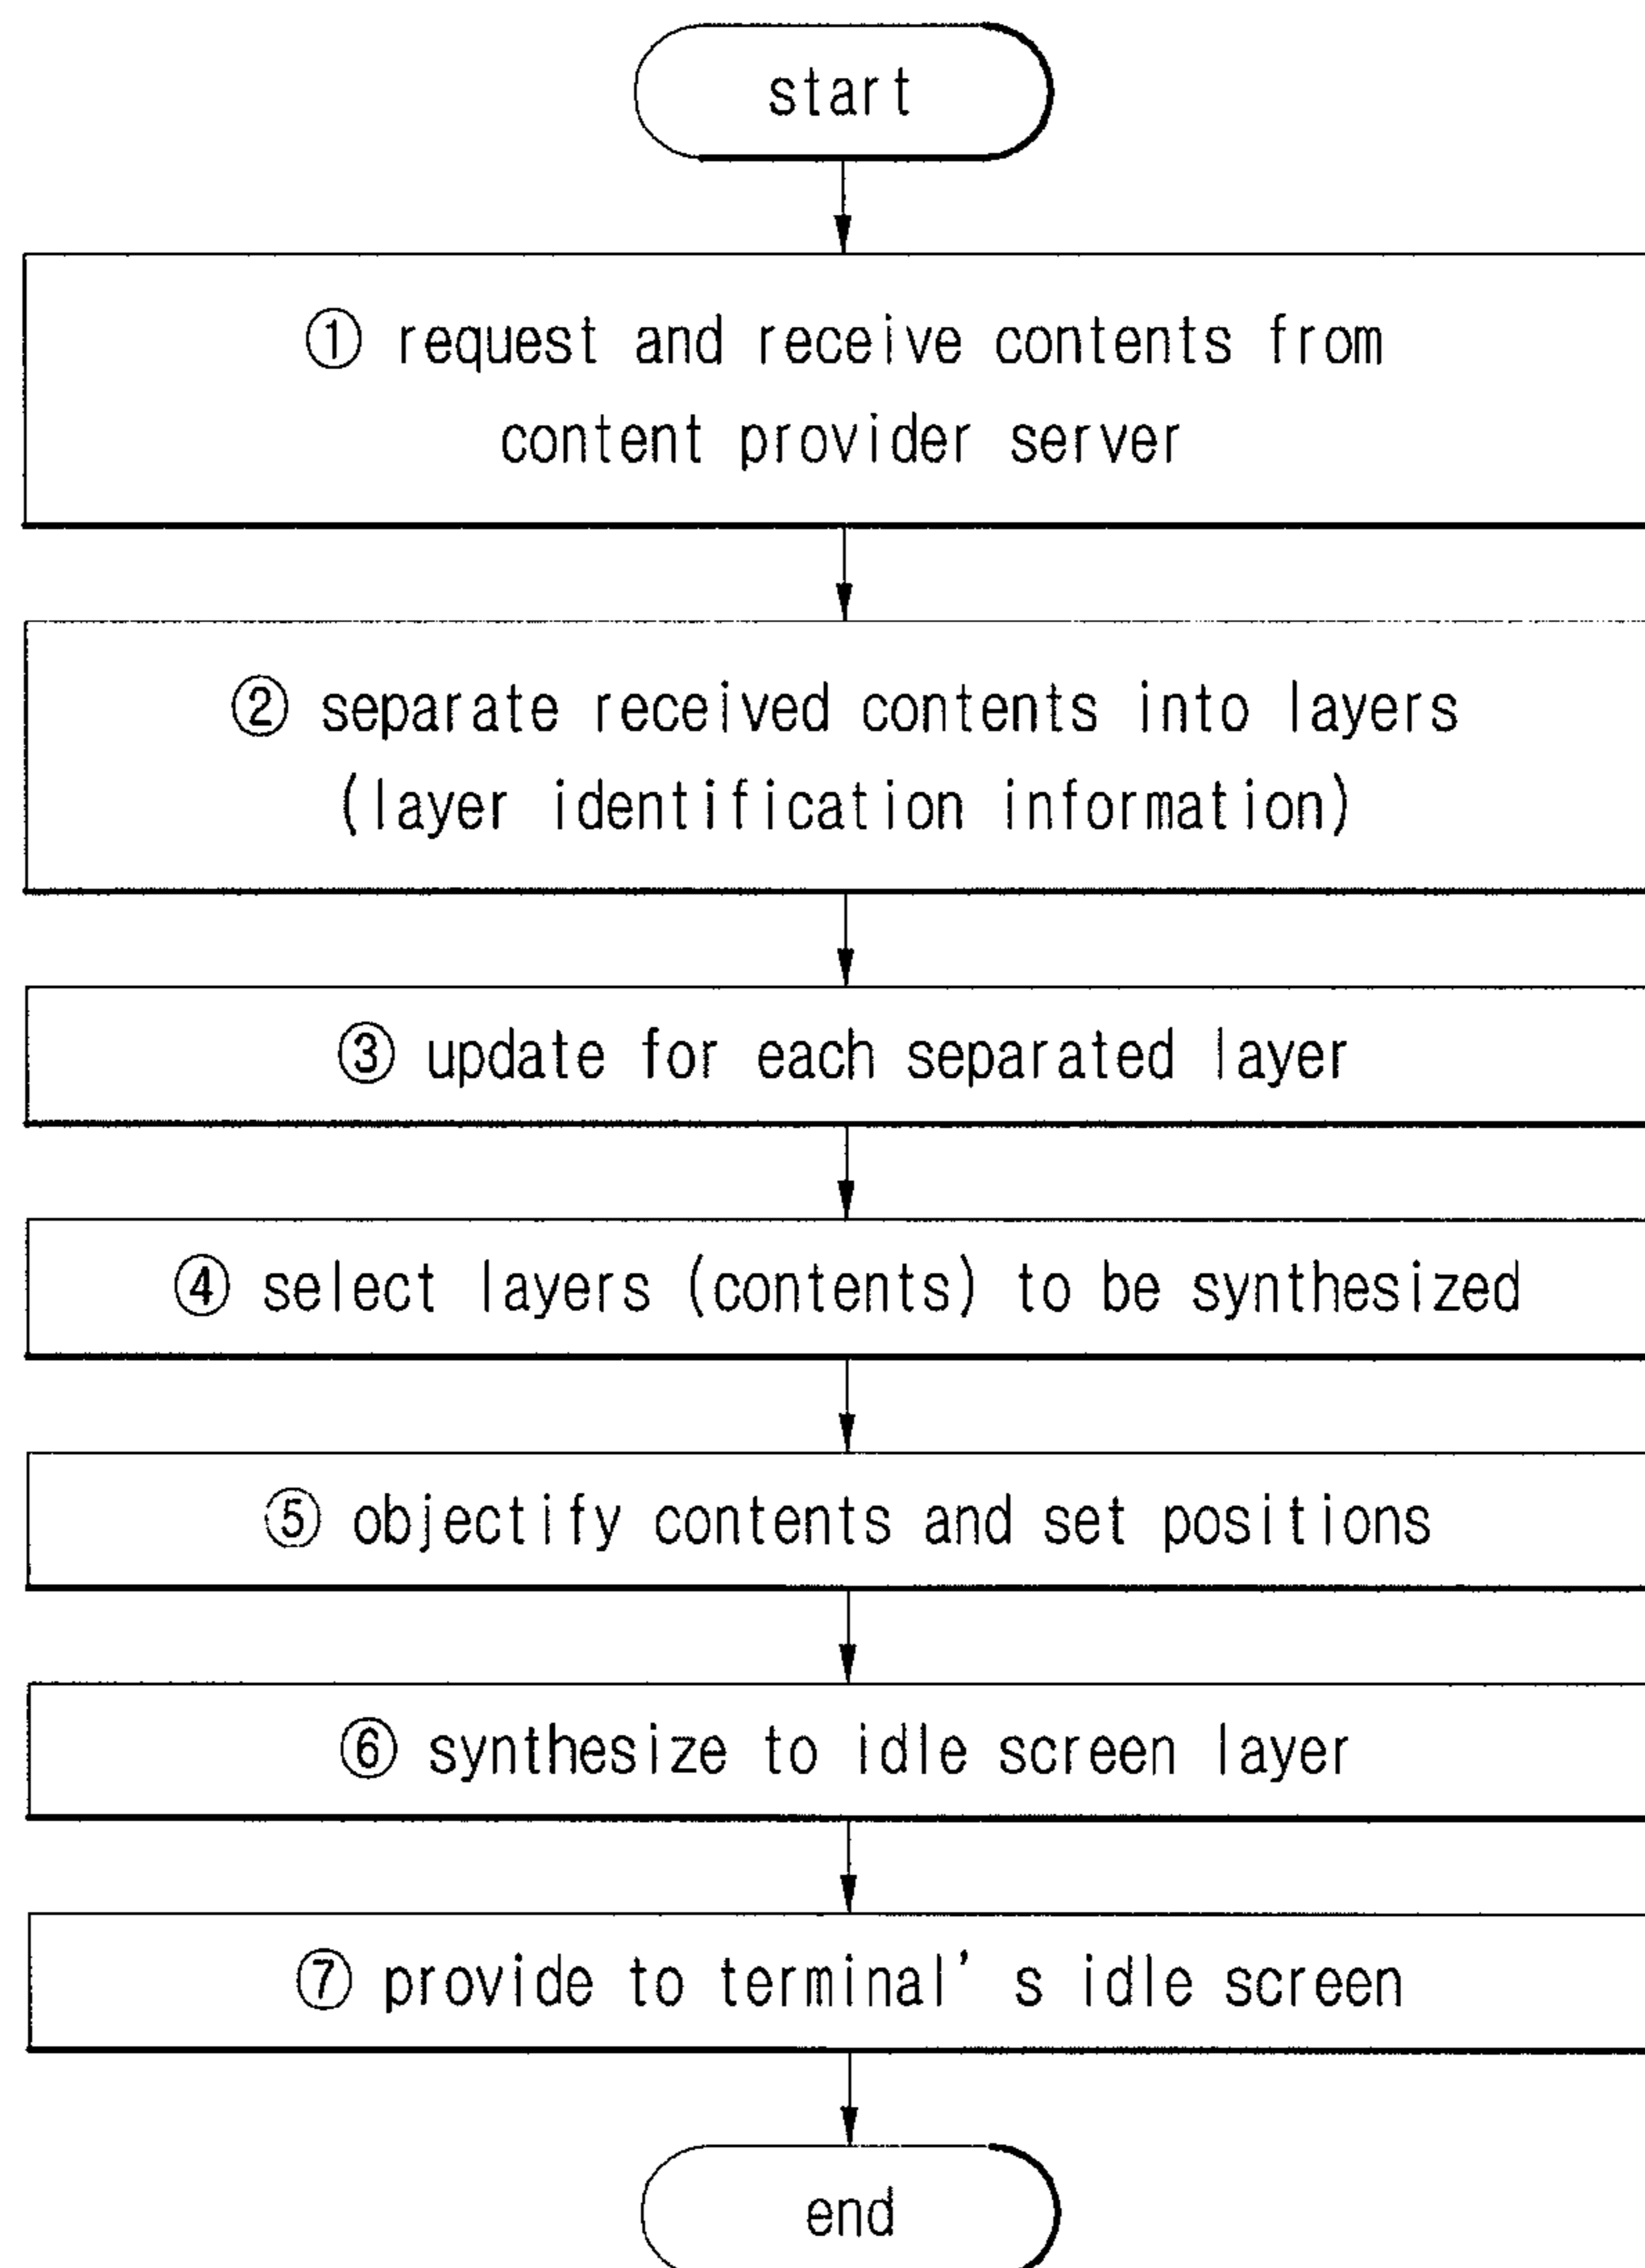 start
① request and receive contents from
content provider server
② separate received contents into layers
(layer identification information)
③ update for each separated layer
④ select layers (contents) to be synthesized
⑤ objectify contents and set positions
⑥ synthesize to idle screen layer
⑦ provide to terminal's idle screen
end